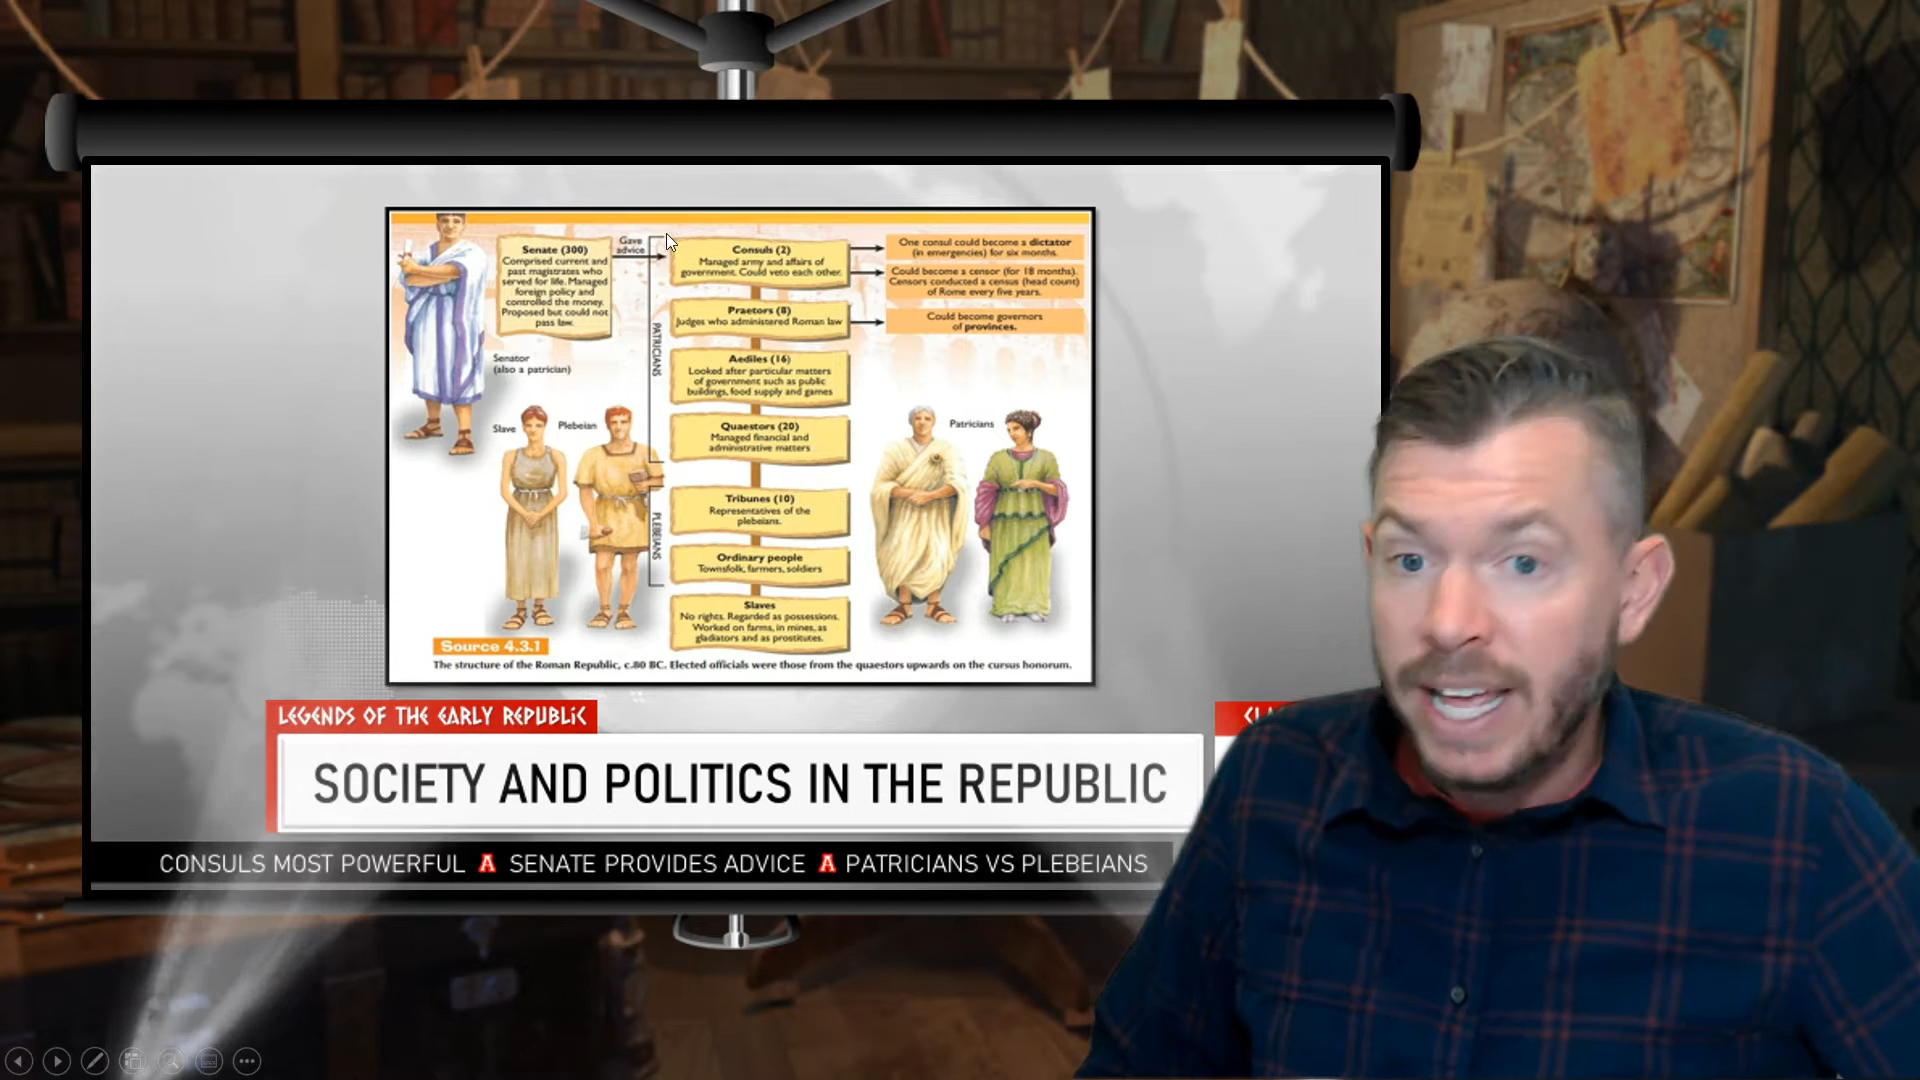 Senate (300)
Comprised current and
past magistrates who
served for life. Managed
foreign policy and
controlled the money.
Proposed but could not
pass law.
Gave
advice
Consuls (2)
Managed army and affairs of
government. Could veto each other.
One consul could become a dictator
(in emergencies) for six months.
Could become a censor (for 18 months).
Censors conducted a census (head count)
of Rome every five years.
Praetors (8)
Judges who administered Roman law
Could become governors
of provinces.
PATRICIANS
Senator
(also a patrician)
Aediles (16)
Looked after particular matters
of government such as public
buildings, food supply and games
Slave
Plebeian
Quaestors (20)
Managed financial and
administrative matters
Patricians
Tribunes (10)
Representatives of the
plebeians.
PLEBEIANS
Ordinary people
Townsfolk, farmers, soldiers
Slaves
No rights. Regarded as possessions.
Worked on farms, in mines, as
gladiators and as prostitutes.
Source 4.3.1
The structure of the Roman Republic, c.80 BC. Elected officials were those from the quaestors upwards on the cursus honorum.
LEGENDS OF THE EARLY REPUBLIC
SOCIETY AND POLITICS IN THE REPUBLIC
CONSULS MOST POWERFUL A SENATE PROVIDES ADVICE A PATRICIANS VS PLEBEIANS